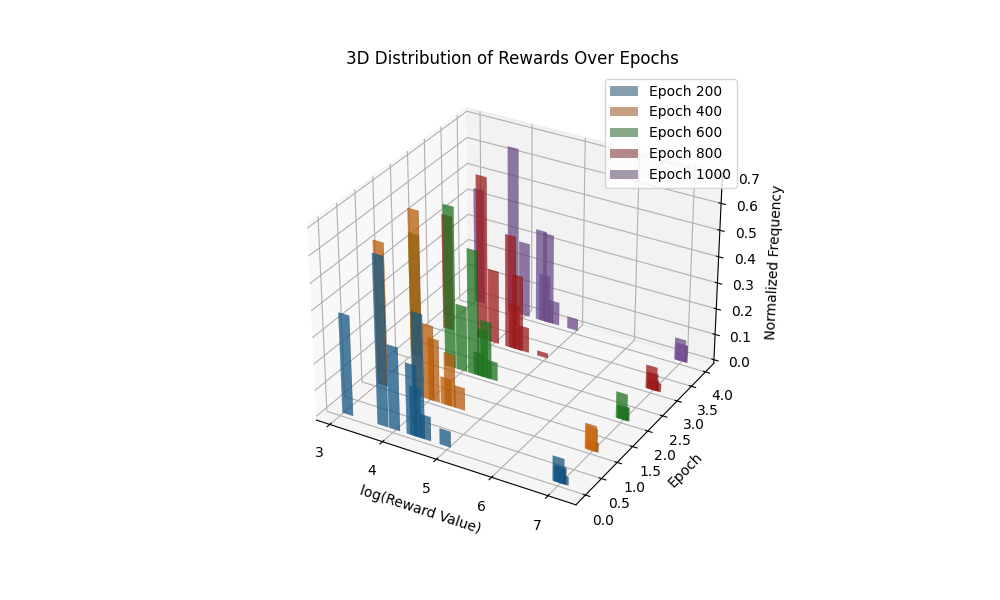 3D Distribution of Rewards Over Epochs
Epoch 200
Epoch 400
Epoch 600
Epoch 800
Epoch 1000
0.7
0.6
0.5
0.4
0.3
0.2
0.1
0.0
Normalized Frequency
4.0
3.5
3.0
2.5
2.0
1.5
1.0
0.5
0.0
Epoch
3
4
5
6
7
log(Reward Value)